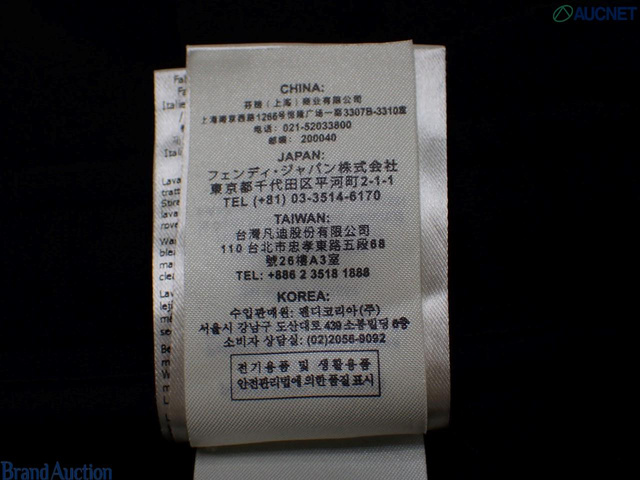 AUCNET
CHINA:
芬迪（上海）商业有限公司
上海南京西路1266号恒隆广场一座3307B-3310室
电话: 021-52033800
邮编: 200040
JAPAN:
フェンディ・ジャパン株式会社
東京都千代田区平河町2-1-1
TEL (+81) 03-3514-6170
TAIWAN:
台灣凡迪股份有限公司
110 台北市忠孝東路五段68
號26樓A3室
TEL: +886 2 3518 1888
KOREA:
수입판매원: 펜디코리아(주)
서울시 강남구 도산대로 439 소봉빌딩 6층
소비자 상담실: (02)2056-9092
전기용품 및 생활용품
안전관리법에 의한 품질 표시
Brand Auction